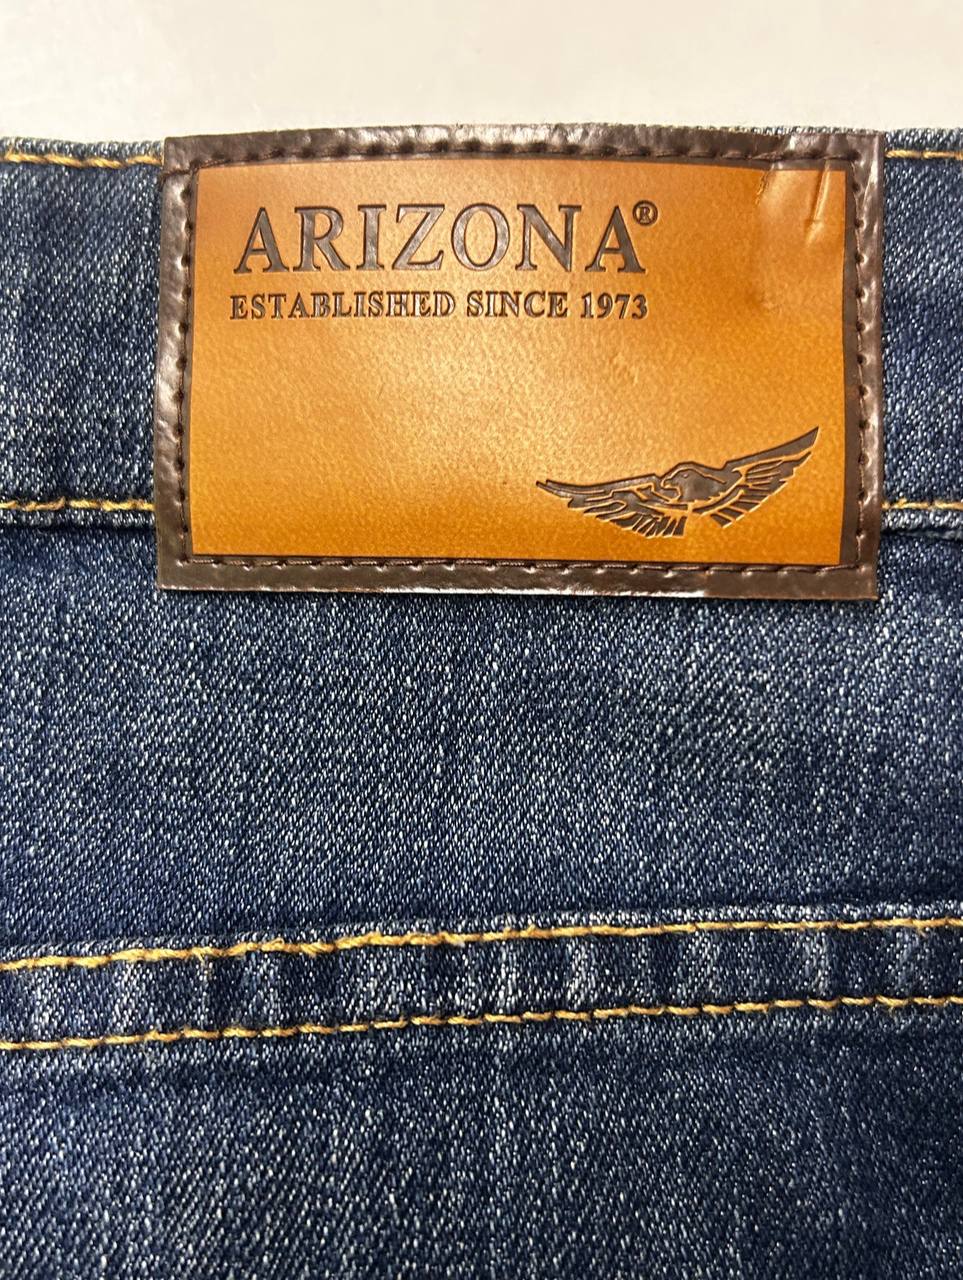 ARIZONA®
ESTABLISHED SINCE 1973